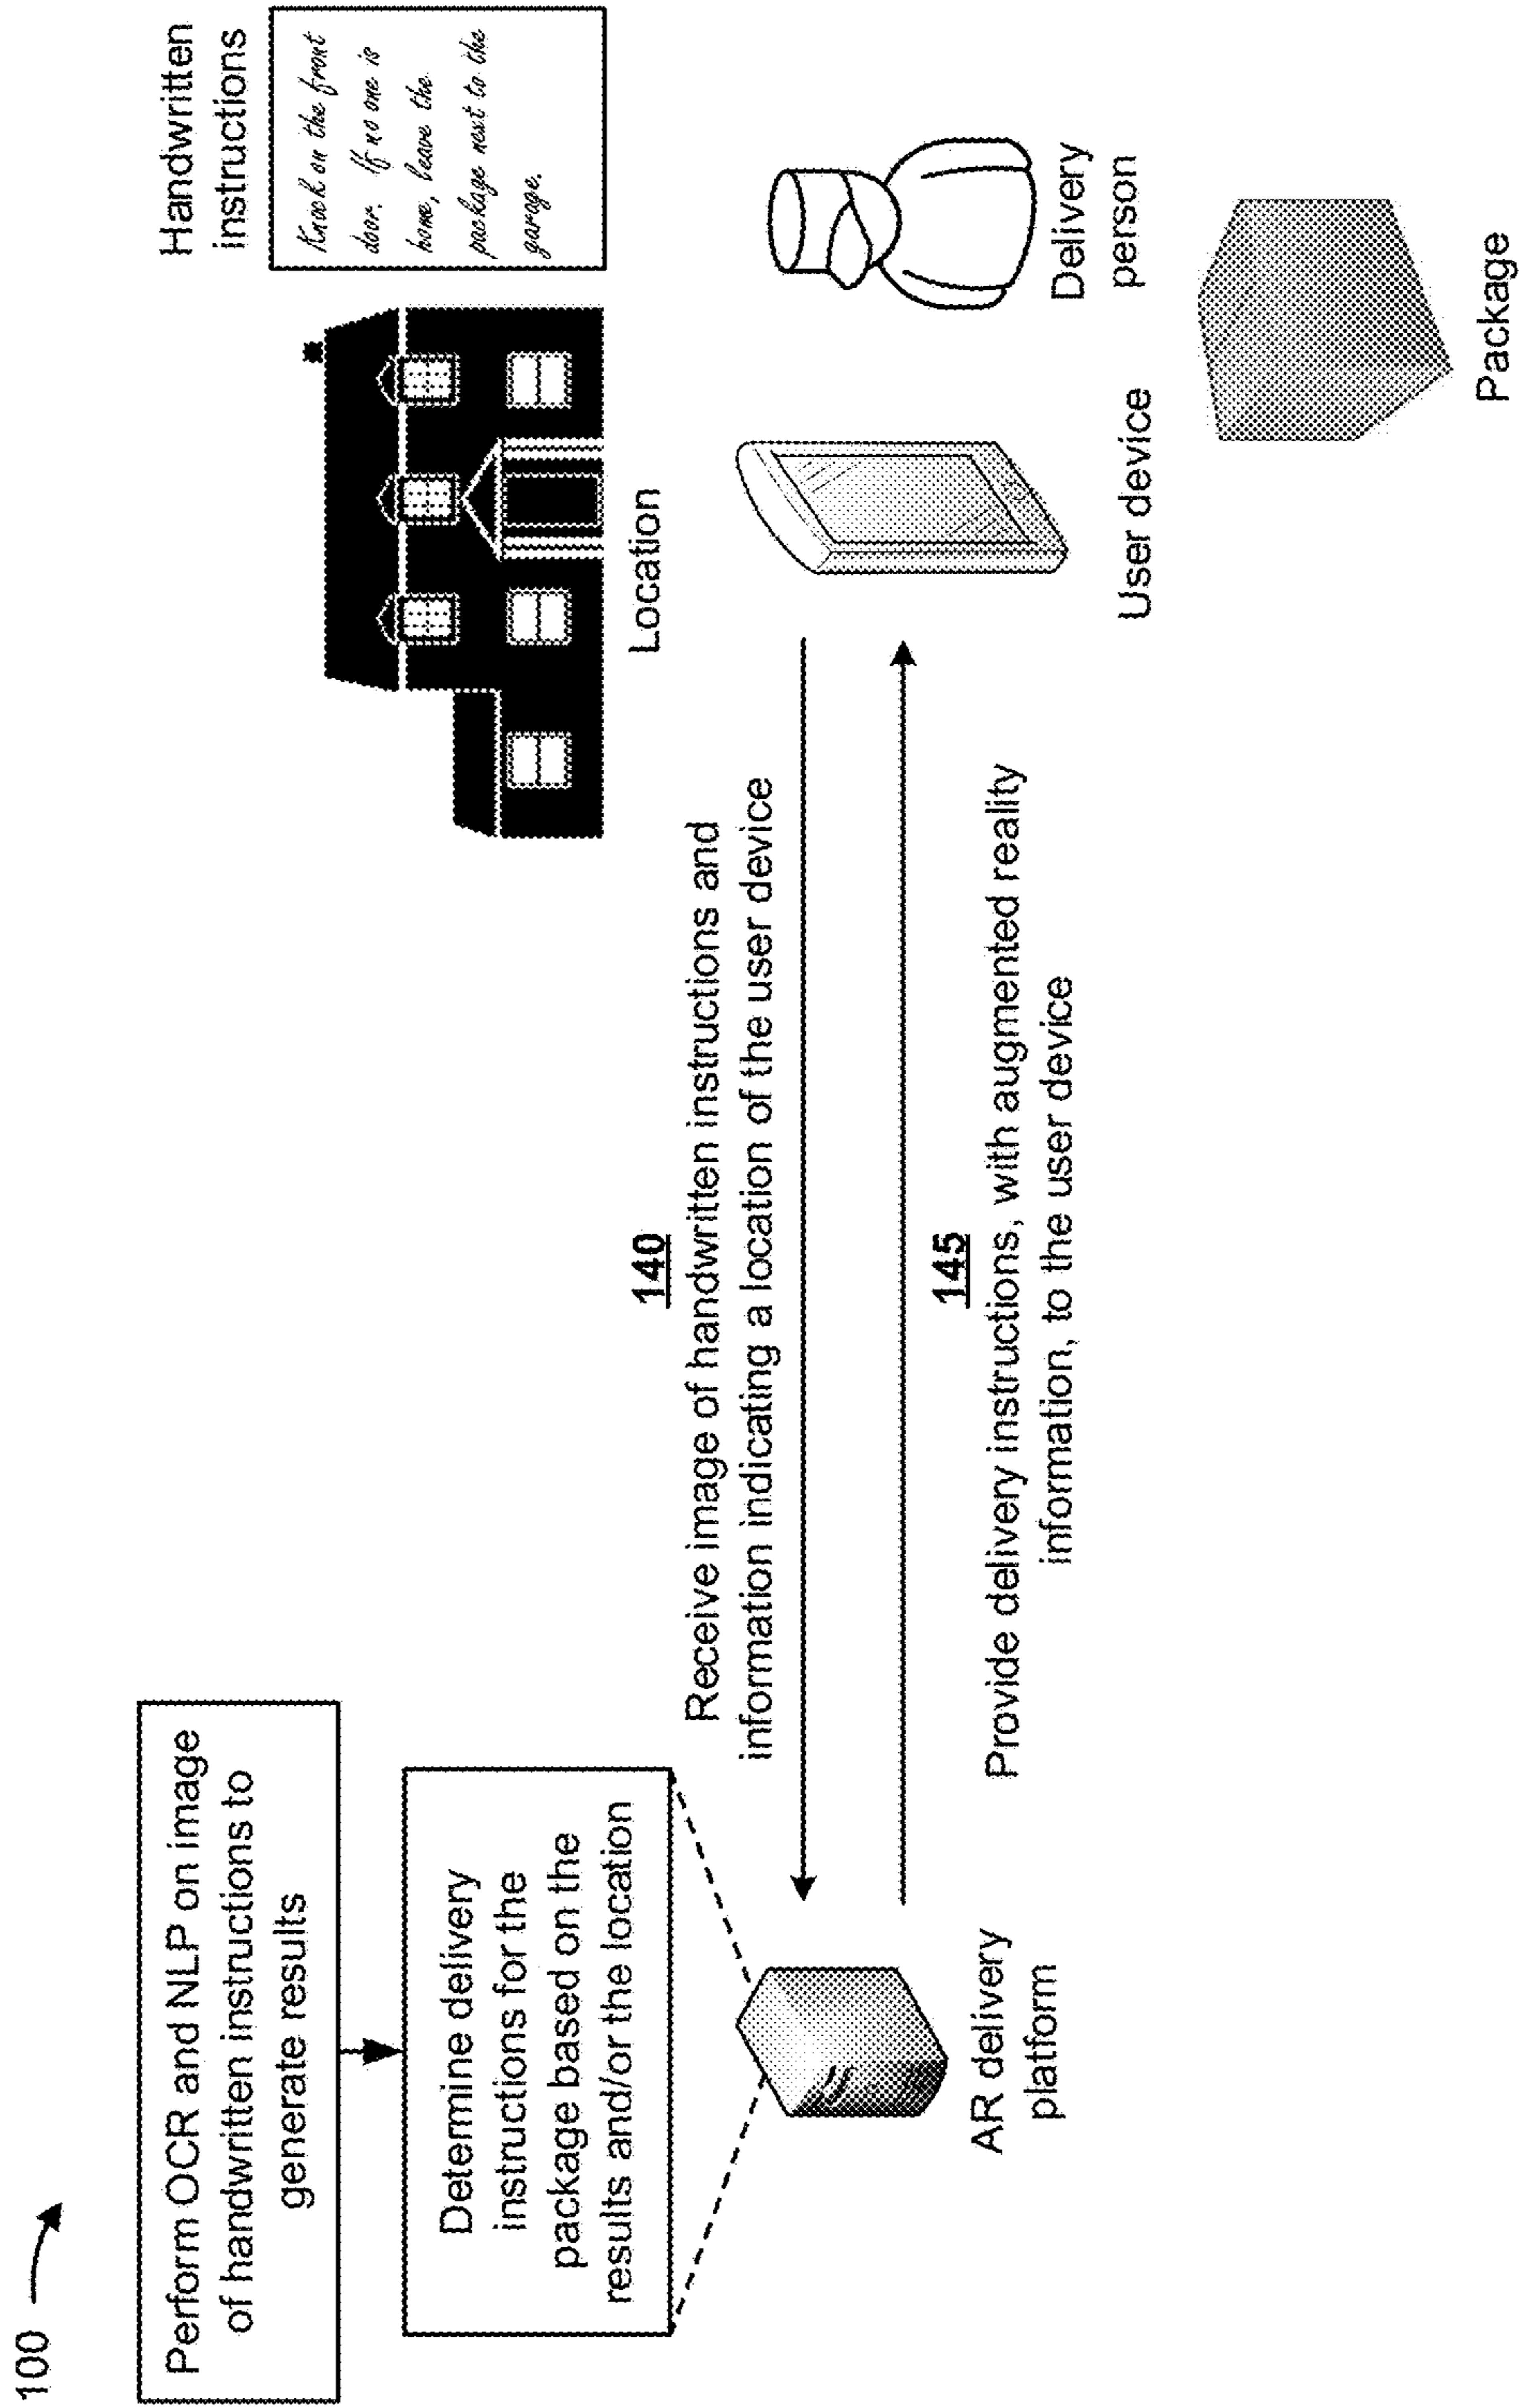 100
Perform OCR and NLP on image
of handwritten instructions to
generate results
Determine delivery
instructions for the
package based on the
results and/or the location
AR delivery
platform
140
Receive image of handwritten instructions and
information indicating a location of the user device
145
Provide delivery instructions, with augmented reality
information, to the user device
Handwritten
instructions
Knock on the front
door. If no one is
home, leave the
package next to the
garage.
Location
User device
Delivery
person
Package